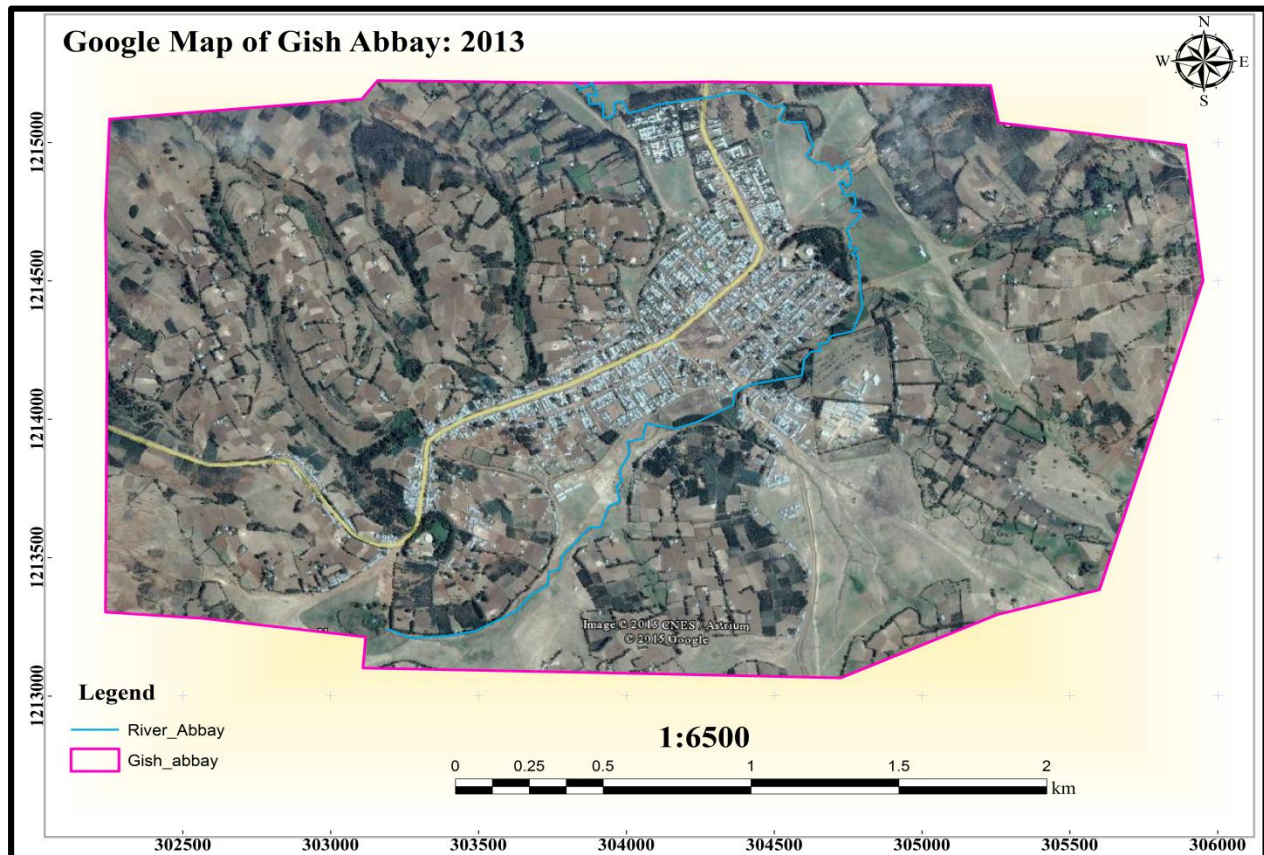 Google Map of Gish Abbay: 2013
N
W E
S
1215000
1214500
1214000
1213500
1213000
Image © 2015 CNES / Astrium
© 2015 Google
Legend
River_Abbay
Gish_abbay
1:6500
0 0.25 0.5 1 1.5 2
km
302500 303000 303500 304000 304500 305000 305500 306000